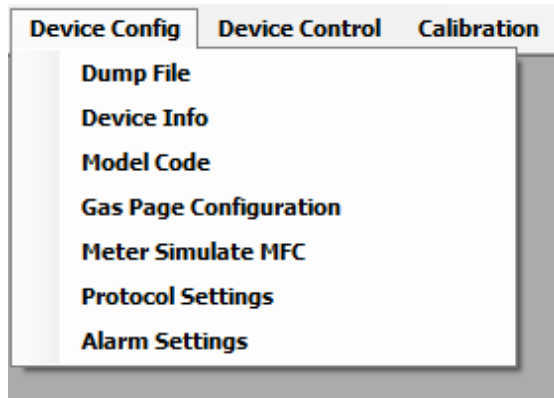 Device Config Device Control Calibration
Dump File
Device Info
Model Code
Gas Page Configuration
Meter Simulate MFC
Protocol Settings
Alarm Settings